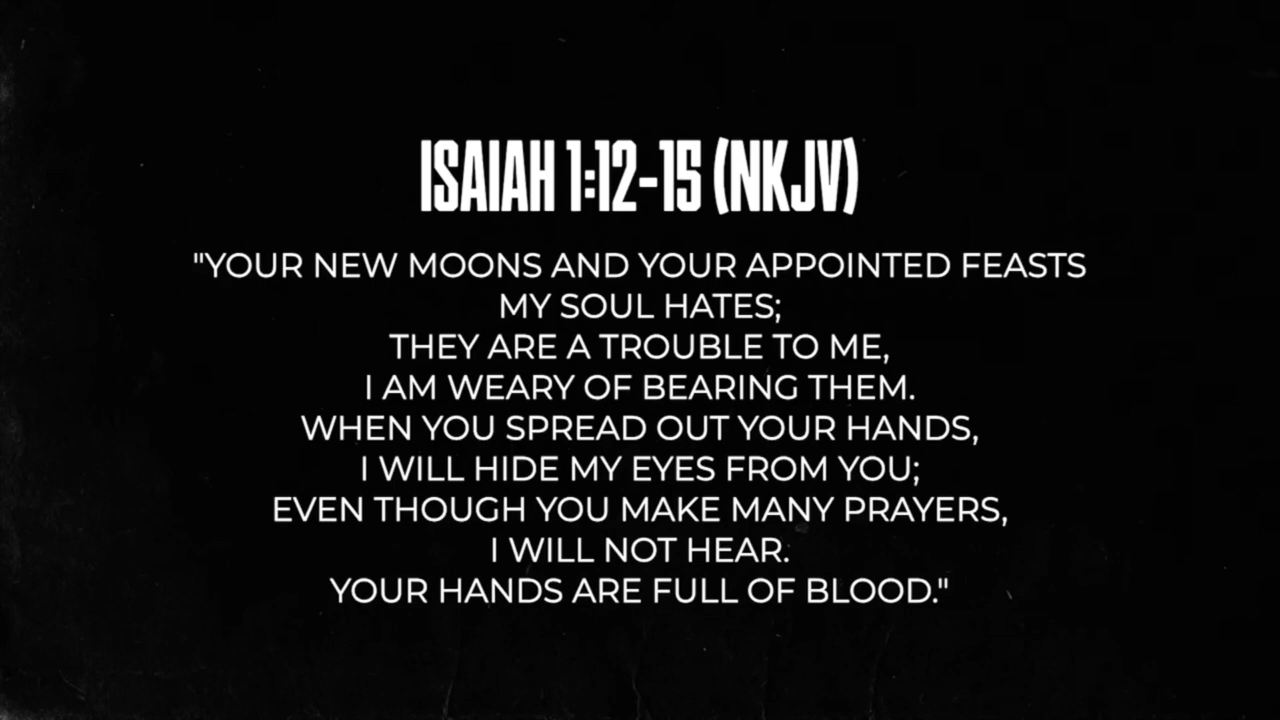 ISAIAH 1:12-15 (NKJV)
"YOUR NEW MOONS AND YOUR APPOINTED FEASTS
MY SOUL HATES;
THEY ARE A TROUBLE TO ME,
I AM WEARY OF BEARING THEM.
WHEN YOU SPREAD OUT YOUR HANDS,
I WILL HIDE MY EYES FROM YOU;
EVEN THOUGH YOU MAKE MANY PRAYERS,
I WILL NOT HEAR.
YOUR HANDS ARE FULL OF BLOOD."